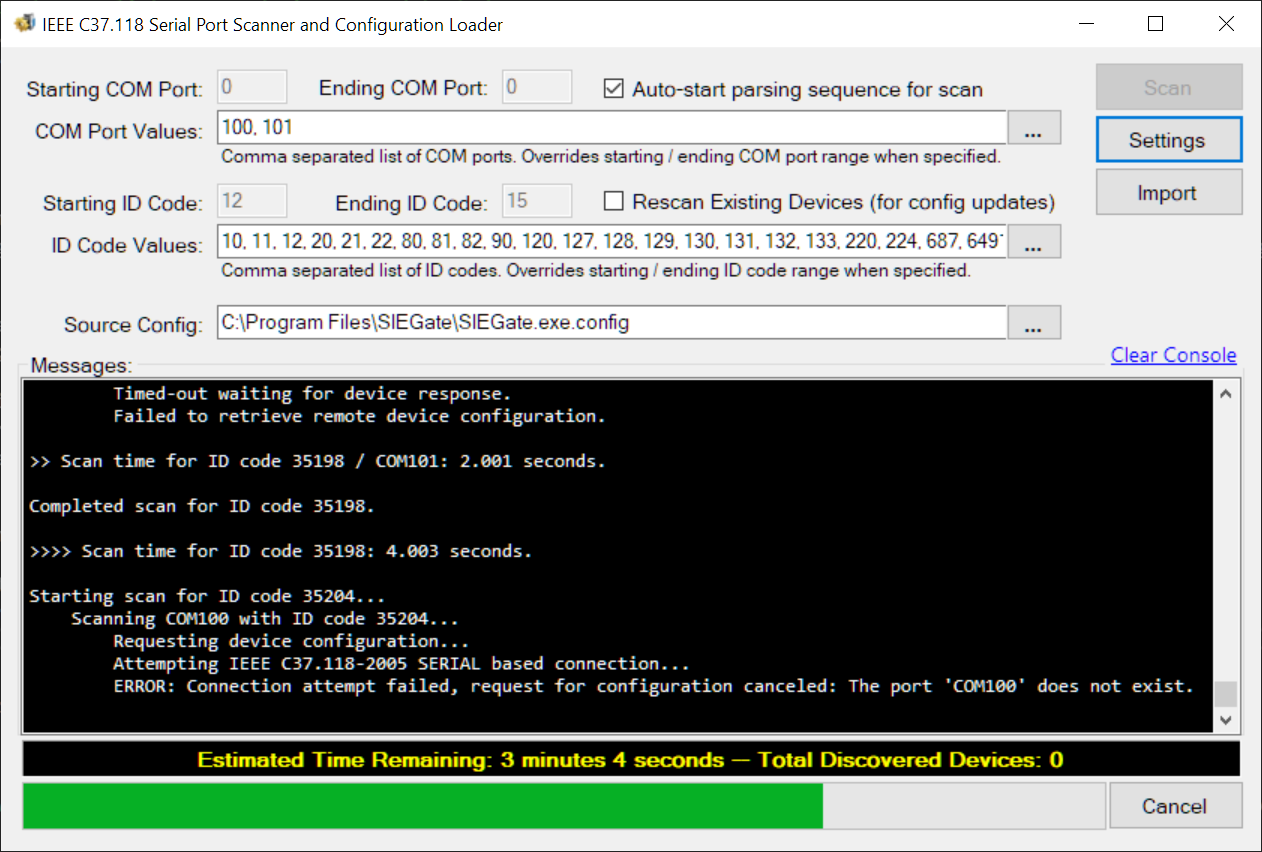 IEEE C37.118 Serial Port Scanner and Configuration Loader
Starting COM Port: 0 Ending COM Port: 0 Auto-start parsing sequence for scan Scan
COM Port Values: 100, 101 ... Settings
Comma separated list of COM ports. Overrides starting / ending COM port range when specified.
Starting ID Code: 12 Ending ID Code: 15 Rescan Existing Devices (for config updates) Import
ID Code Values: 10, 11, 12, 20, 21, 22, 80, 81, 82, 90, 120, 127, 128, 129, 130, 131, 132, 133, 220, 224, 687, 649 ...
Comma separated list of ID codes. Overrides starting / ending ID code range when specified.
Source Config: C:\Program Files\SIEGate\SIEGate.exe.config ...
Clear Console
Messages:
Timed-out waiting for device response.
Failed to retrieve remote device configuration.
>> Scan time for ID code 35198 / COM101: 2.001 seconds.
Completed scan for ID code 35198.
>>>> Scan time for ID code 35198: 4.003 seconds.
Starting scan for ID code 35204...
Scanning COM100 with ID code 35204...
Requesting device configuration...
Attempting IEEE C37.118-2005 SERIAL based connection...
ERROR: Connection attempt failed, request for configuration canceled: The port 'COM100' does not exist.
Estimated Time Remaining: 3 minutes 4 seconds — Total Discovered Devices: 0
Cancel